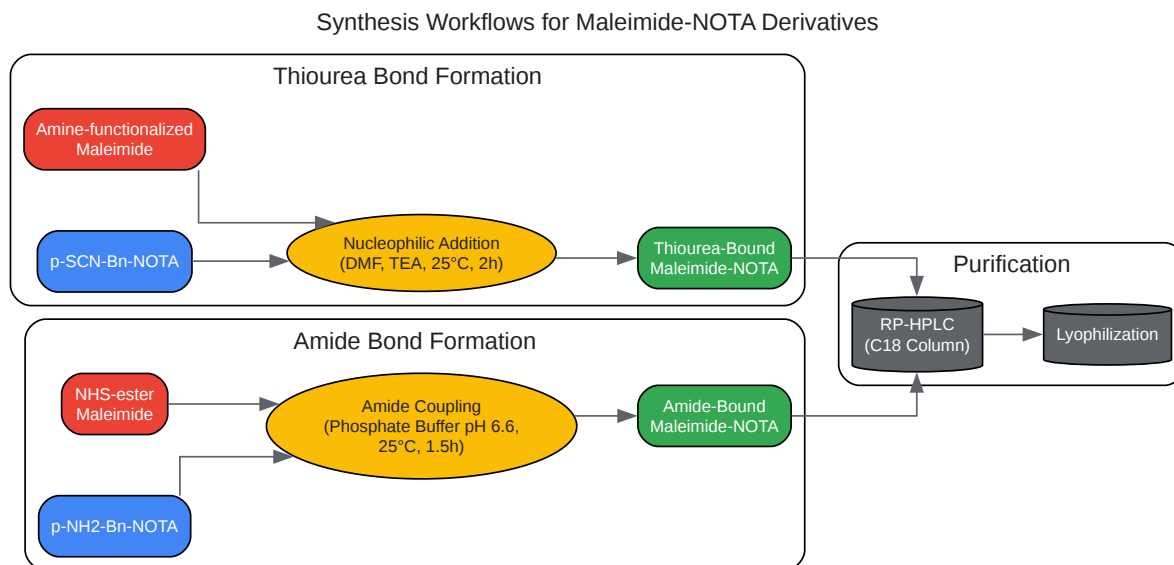 Synthesis Workflows for Maleimide-NOTA Derivatives
Thiourea Bond Formation
Amine-functionalized
Maleimide
p-SCN-Bn-NOTA
Nucleophilic Addition
(DMF, TEA, 25°C, 2h)
Thiourea-Bound
Maleimide-NOTA
Amide Bond Formation
NHS-ester
Maleimide
p-NH2-Bn-NOTA
Amide Coupling
(Phosphate Buffer pH 6.6,
25°C, 1.5h)
Amide-Bound
Maleimide-NOTA
Purification
RP-HPLC
(C18 Column)
Lyophilization